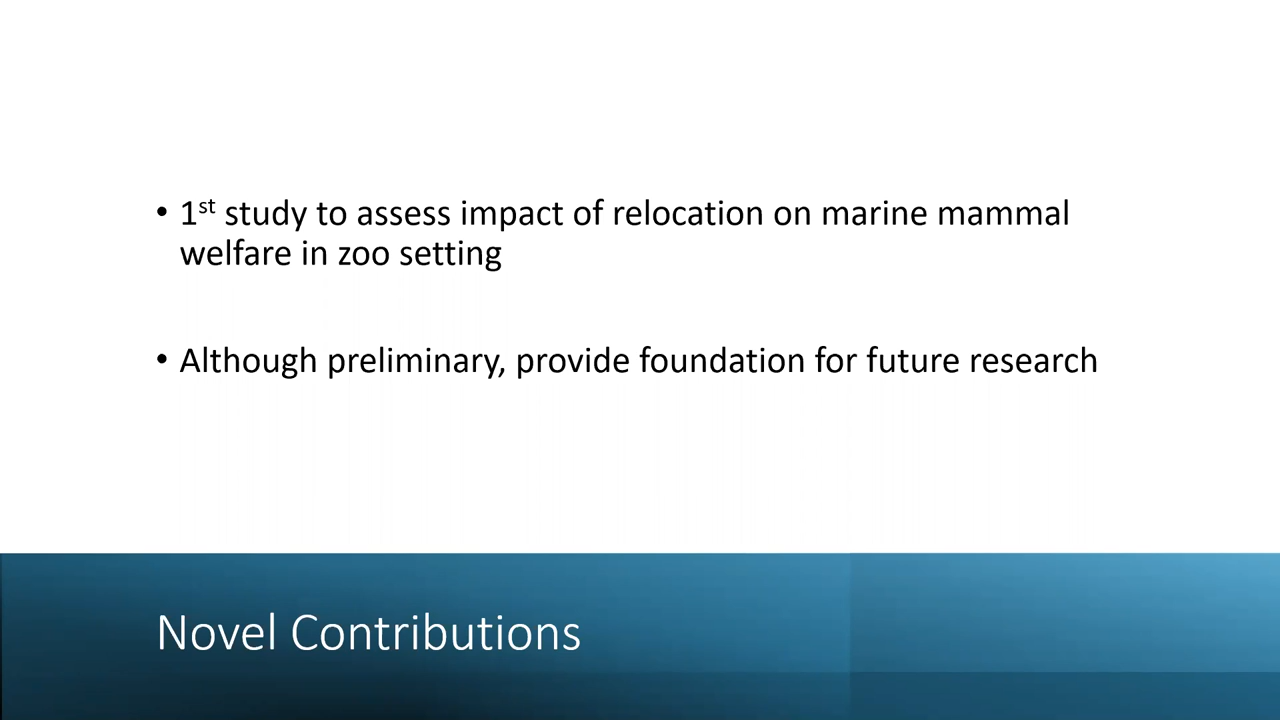 • 1st study to assess impact of relocation on marine mammal
welfare in zoo setting
• Although preliminary, provide foundation for future research
Novel Contributions